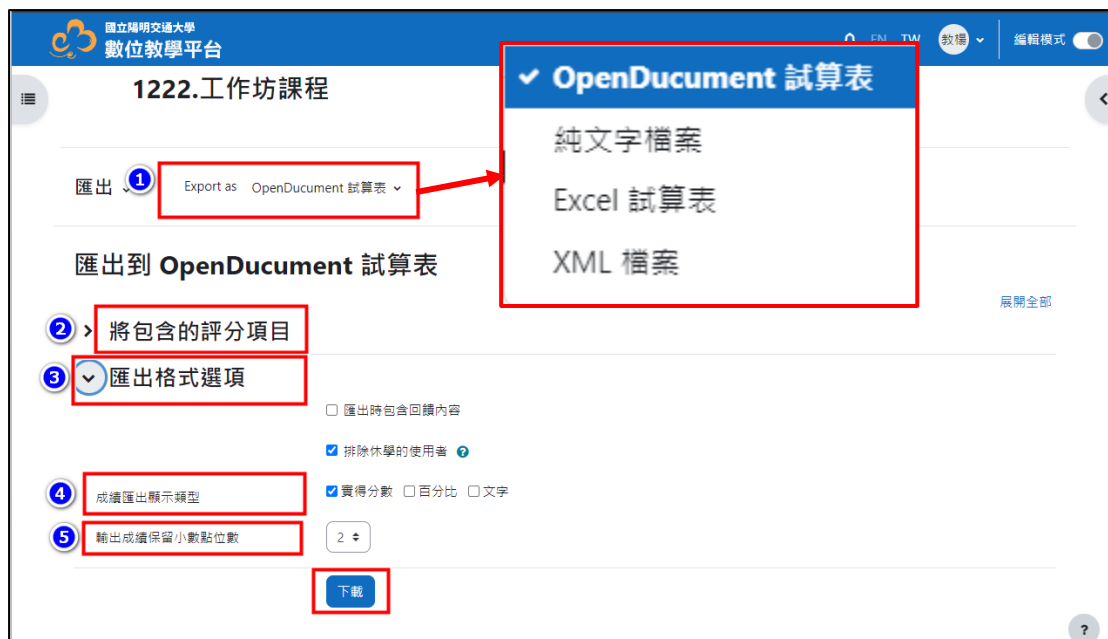 國立陽明交通大學
數位教學平台
EN TW
教楊
編輯模式
1222.工作坊課程
OpenDucument 試算表
純文字檔案
Excel 試算表
XML 檔案
匯出
1
Export as OpenDucument 試算表
匯出到 OpenDucument 試算表
展開全部
2 將包含的評分項目
3 匯出格式選項
匯出時包含回饋內容
排除休學的使用者 ?
4 成績匯出顯示類型 實得分數 百分比 文字
5 輸出成績保留小數點位數 2
下載
?